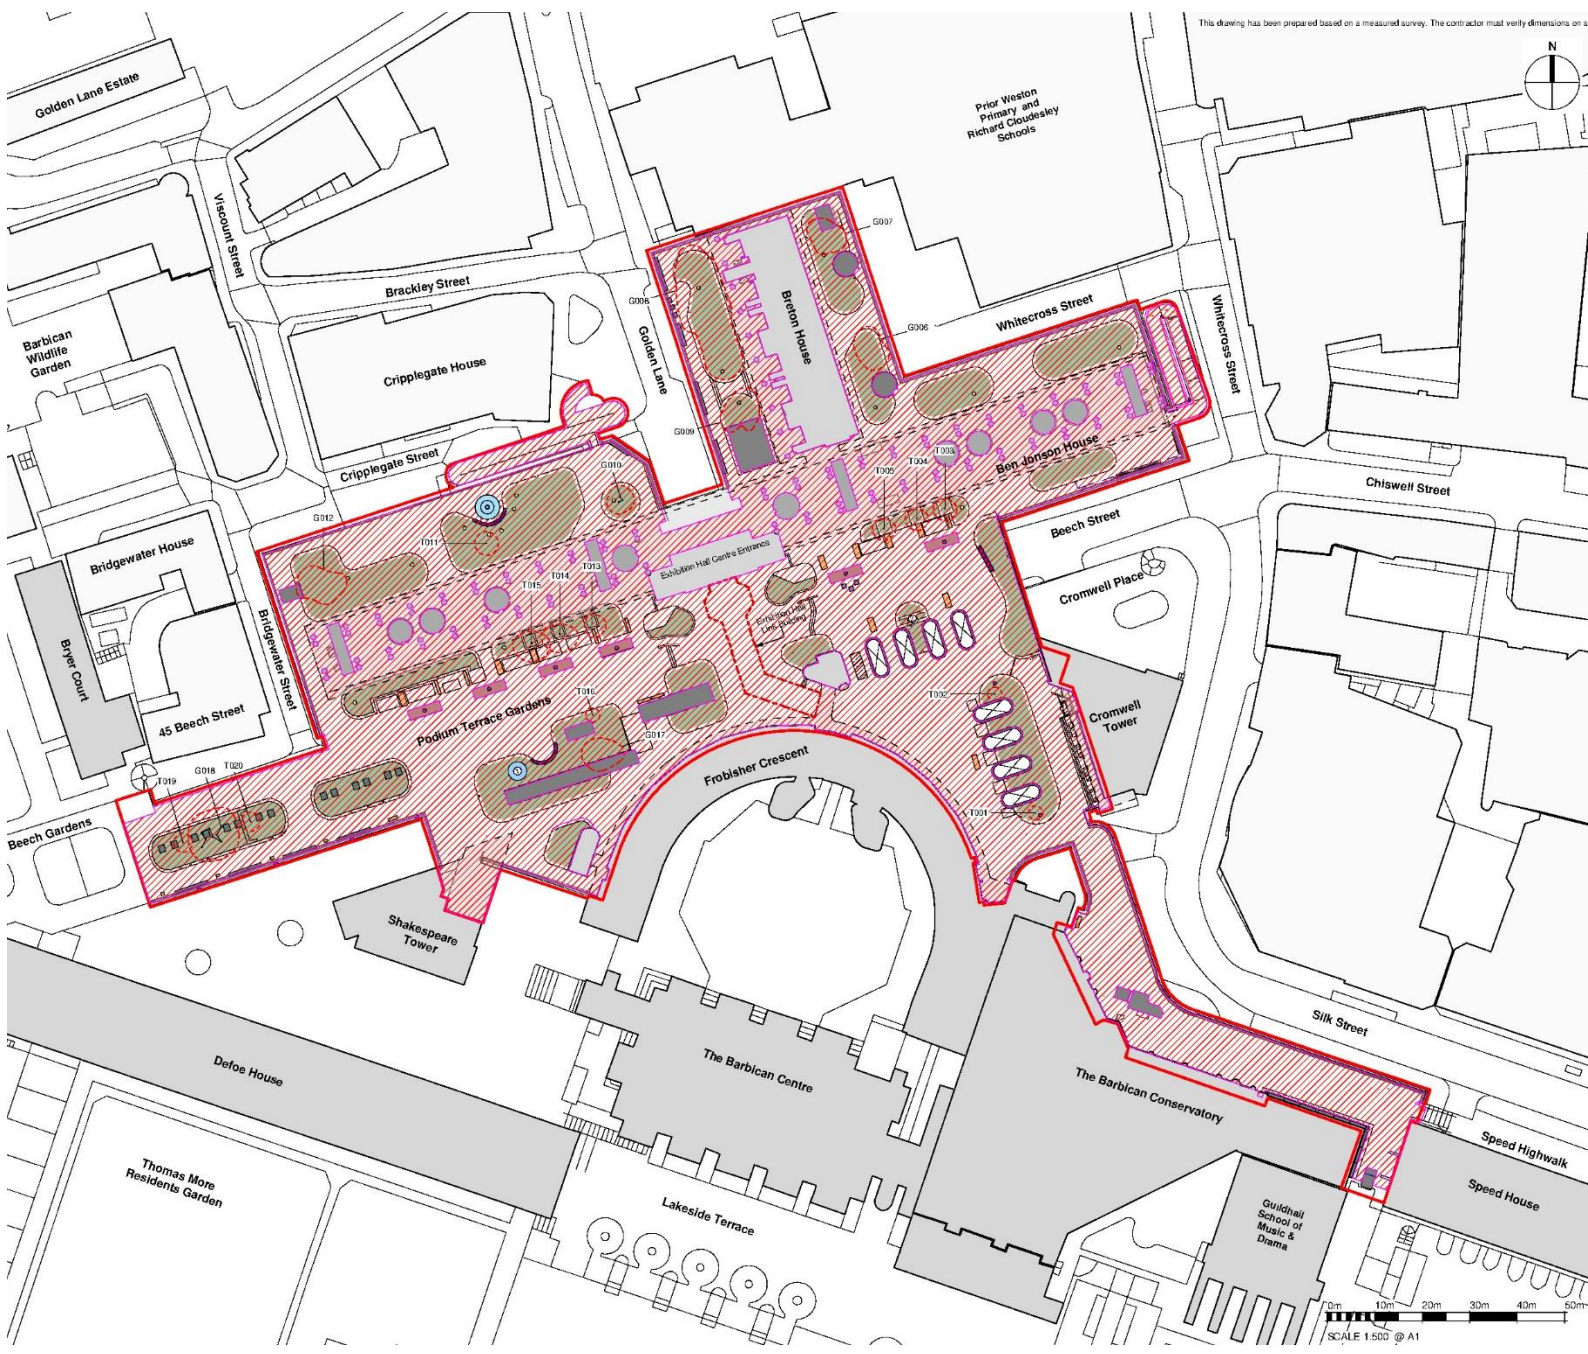 This drawing has been prepared based on a measured survey. The contractor must verify dimensions on s
N
Golden Lane Estate
Prior Weston
Primary and
Richard Cloudesley
Schools
Viscount Street
G007
Brackley Street
G008
Breton House
G006
Whitecross Street
Whitecross Street
Barbican
Wildlife
Garden
Golden Lane
Cripplegate House
G009
Ben Jonson House
Cripplegate Street
G010
T005
T004
T003
Chiswell Street
G012
Beech Street
T011
Exhibition Hall Centre Entrance
Bridgewater House
T015
T014
T013
Cromwell Place
Exhibition Hall
Link Building
Bryer Court
Bridgewater Street
T002
45 Beech Street
T016
Podium Terrace Gardens
Cromwell
Tower
G017
Frobisher Crescent
T019
G018
T020
T001
Beech Gardens
Shakespeare
Tower
Silk Street
Defoe House
The Barbican Centre
The Barbican Conservatory
Speed Highwalk
Speed House
Thomas More
Residents Garden
Lakeside Terrace
Guildhall
School of
Music &
Drama
0m 10m 20m 30m 40m 50m
SCALE 1:500 @ A1